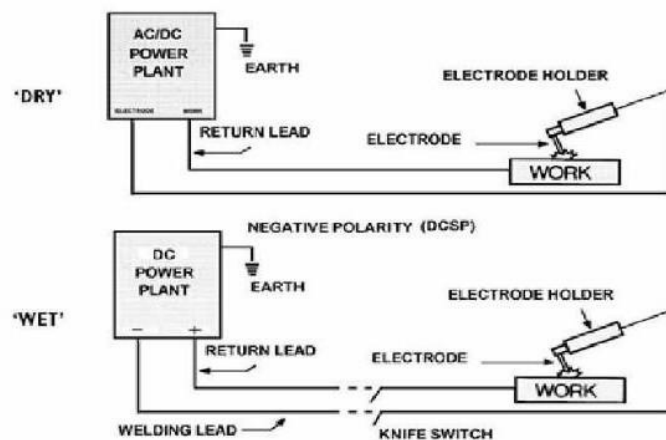 'DRY'
AC/DC
POWER
PLANT
ELECTRODE WORK
EARTH
RETURN LEAD
ELECTRODE HOLDER
ELECTRODE
WORK
NEGATIVE POLARITY (DCSP)
'WET'
DC
POWER
PLANT
− +
EARTH
RETURN LEAD
ELECTRODE HOLDER
ELECTRODE
WORK
WELDING LEAD
KNIFE SWITCH